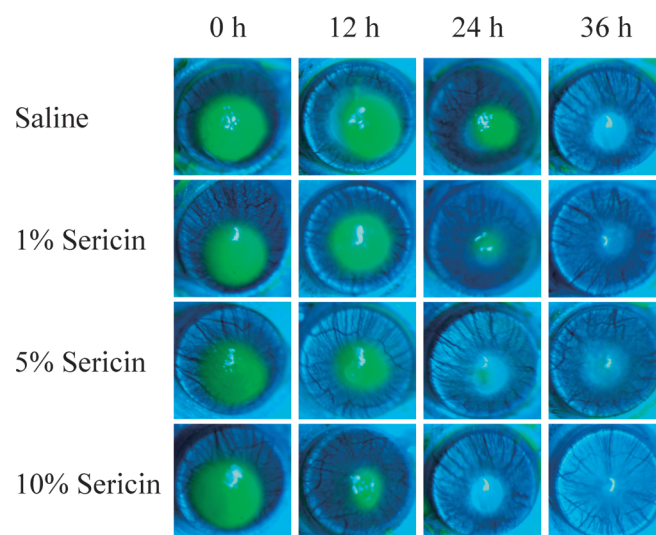 0 h 12 h 24 h 36 h
Saline
1% Sericin
5% Sericin
10% Sericin